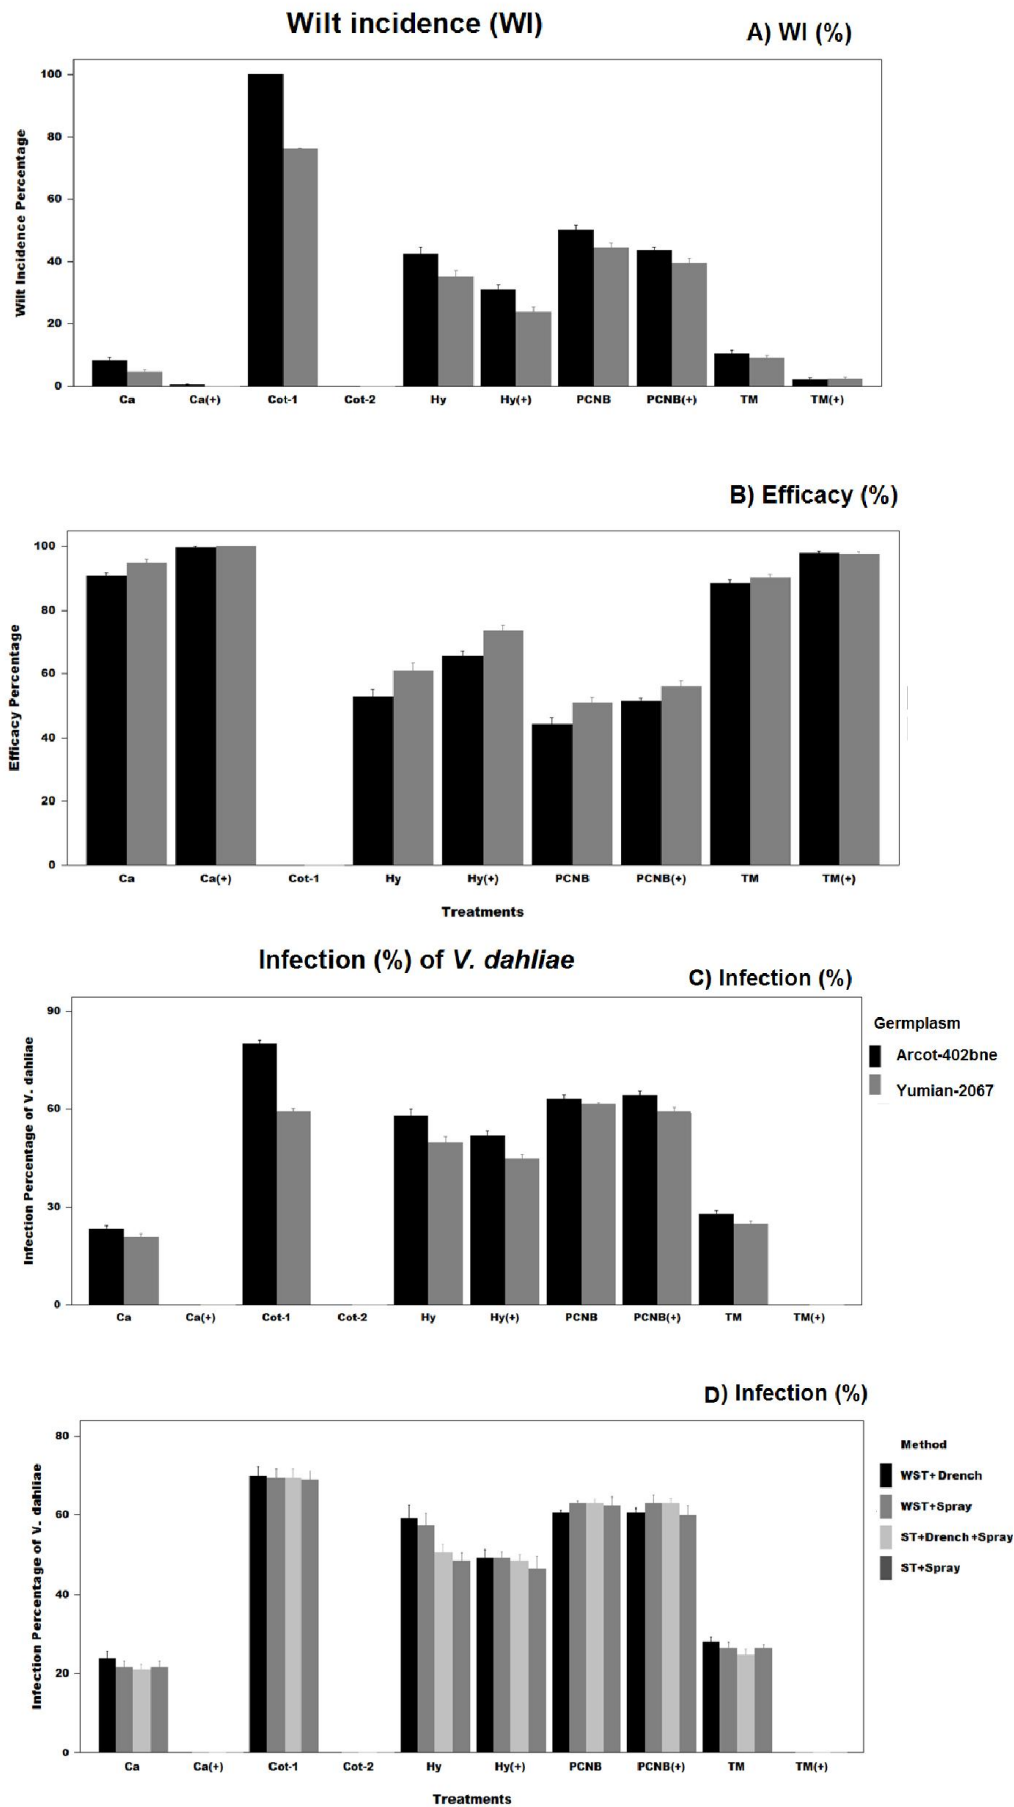 Wilt incidence (WI)
A) WI (%)
Wilt Incidence Percentage
100
80
60
40
20
0
Ca Ca(+) Cot-1 Cot-2 Hy Hy(+) PCNB PCNB(+) TM TM(+)
B) Efficacy (%)
Efficacy Percentage
100
80
60
40
20
0
Ca Ca(+) Cot-1 Hy Hy(+) PCNB PCNB(+) TM TM(+)
Treatments
Infection (%) of V. dahliae
C) Infection (%)
Infection Percentage of V. dahliae
90
60
30
0
Ca Ca(+) Cot-1 Cot-2 Hy Hy(+) PCNB PCNB(+) TM TM(+)
Germplasm
Arcot-402bne
Yumian-2067
D) Infection (%)
Infection Percentage of V. dahliae
80
60
40
20
0
Ca Ca(+) Cot-1 Cot-2 Hy Hy(+) PCNB PCNB(+) TM TM(+)
Treatments
Method
WST+Drench
WST+Spray
ST+Drench+Spray
ST+Spray